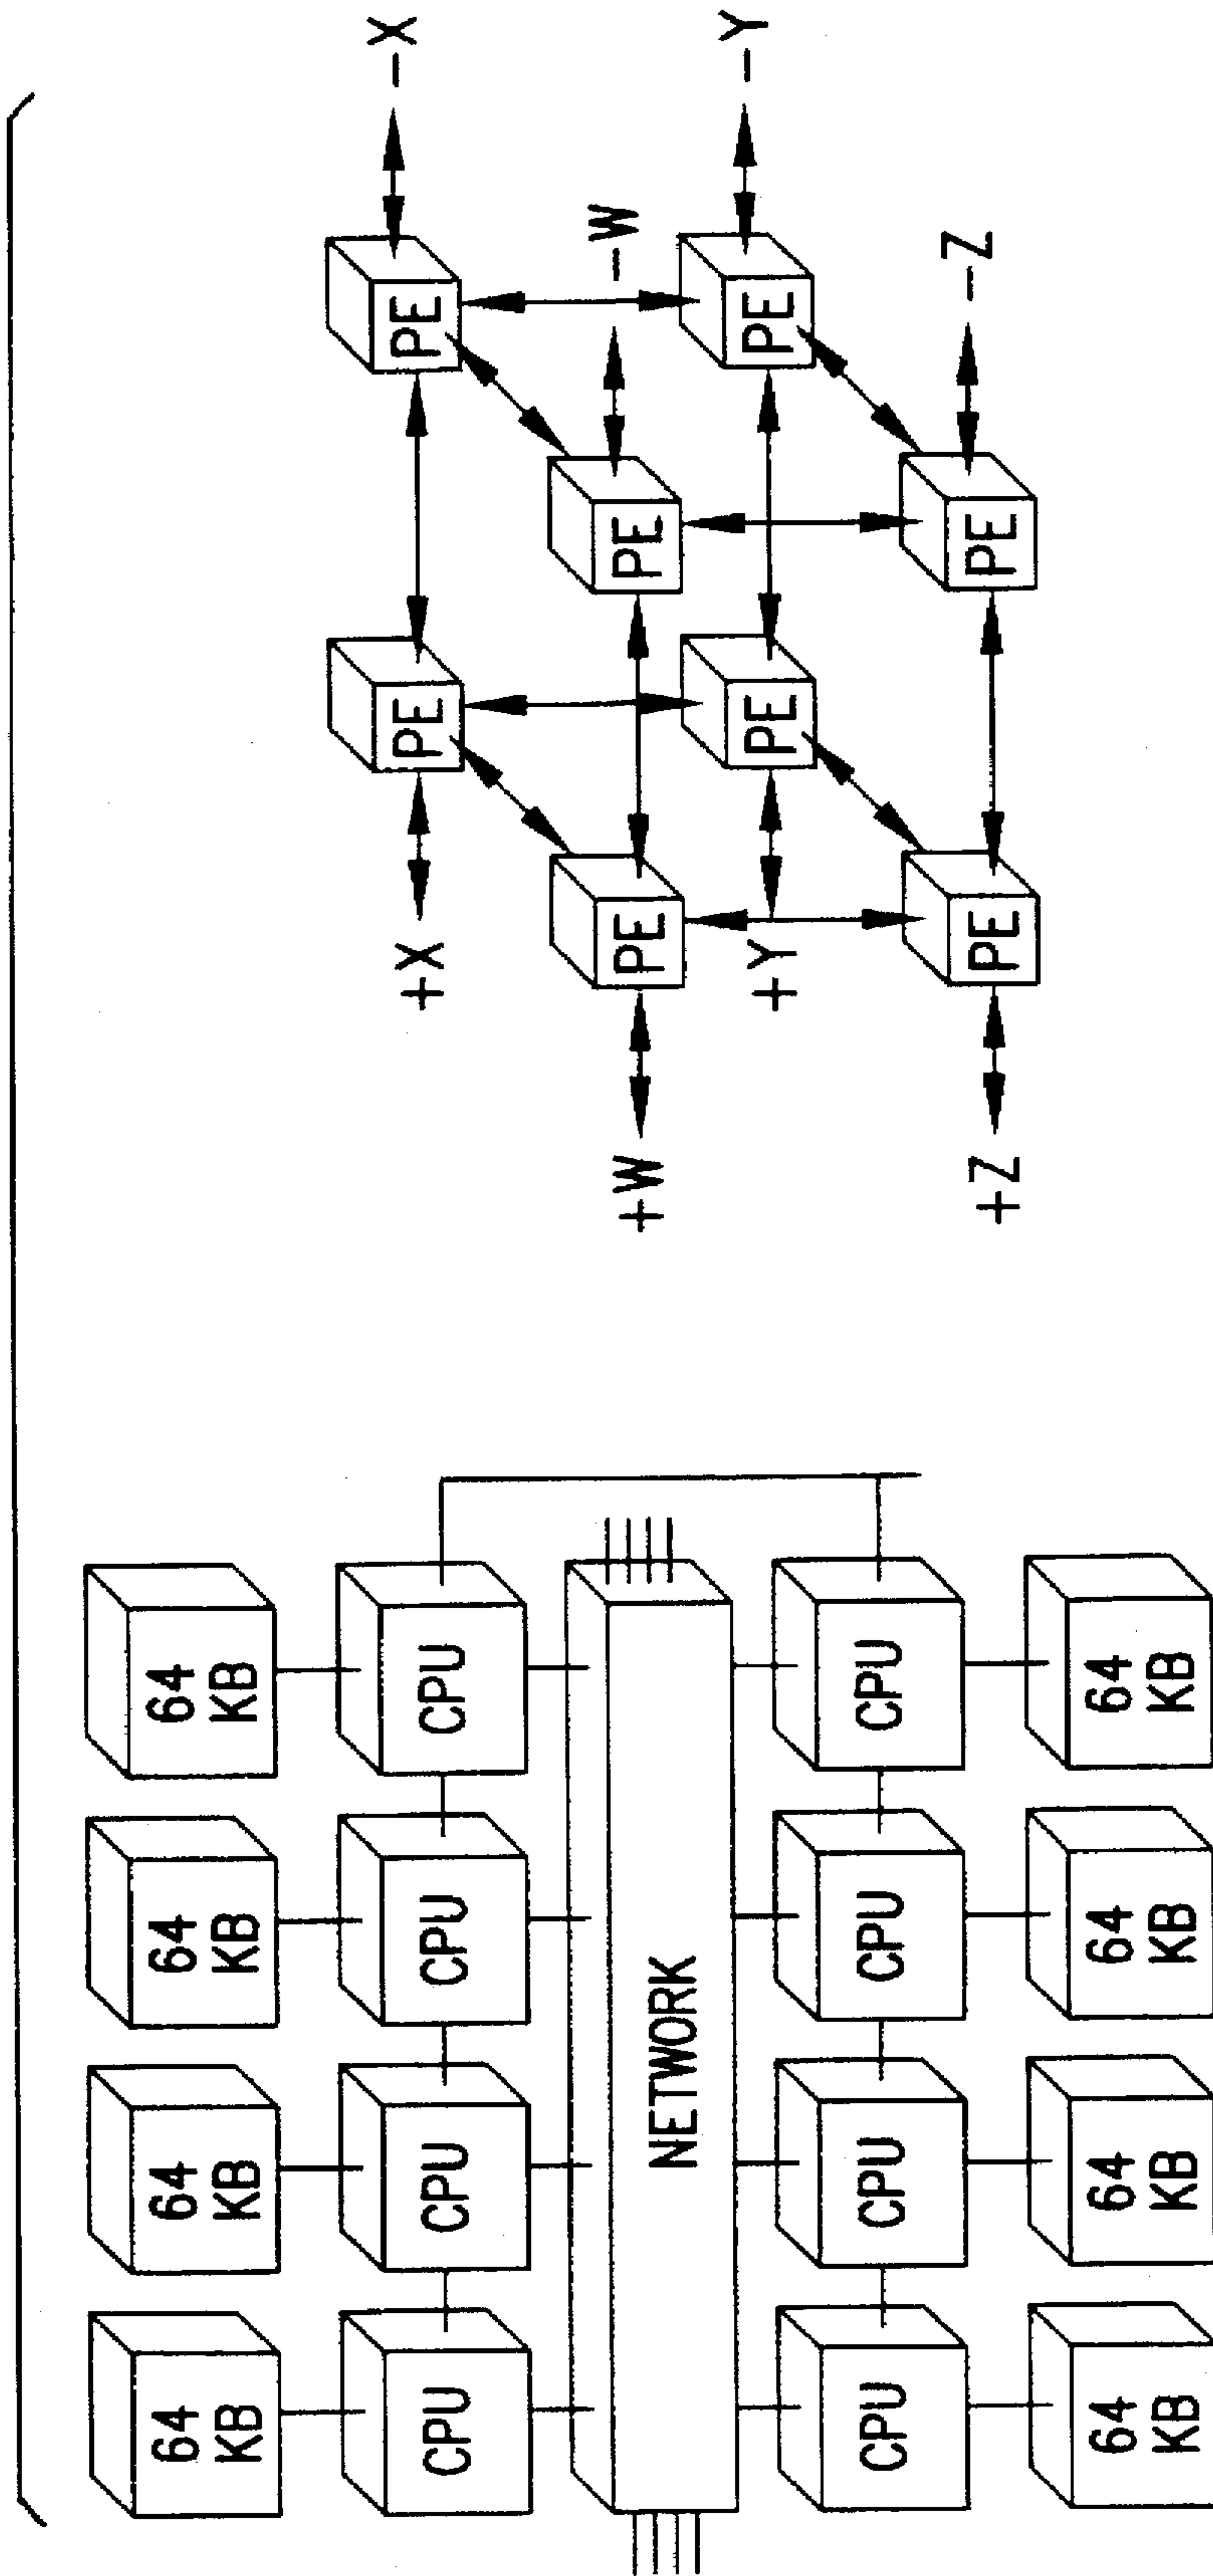 64 64 64 64
KB KB KB KB
CPU CPU CPU CPU
NETWORK
CPU CPU CPU CPU
64 64 64 64
KB KB KB KB
+X PE PE -X
+W PE PE -W
+Y PE PE -Y
+Z PE PE -Z